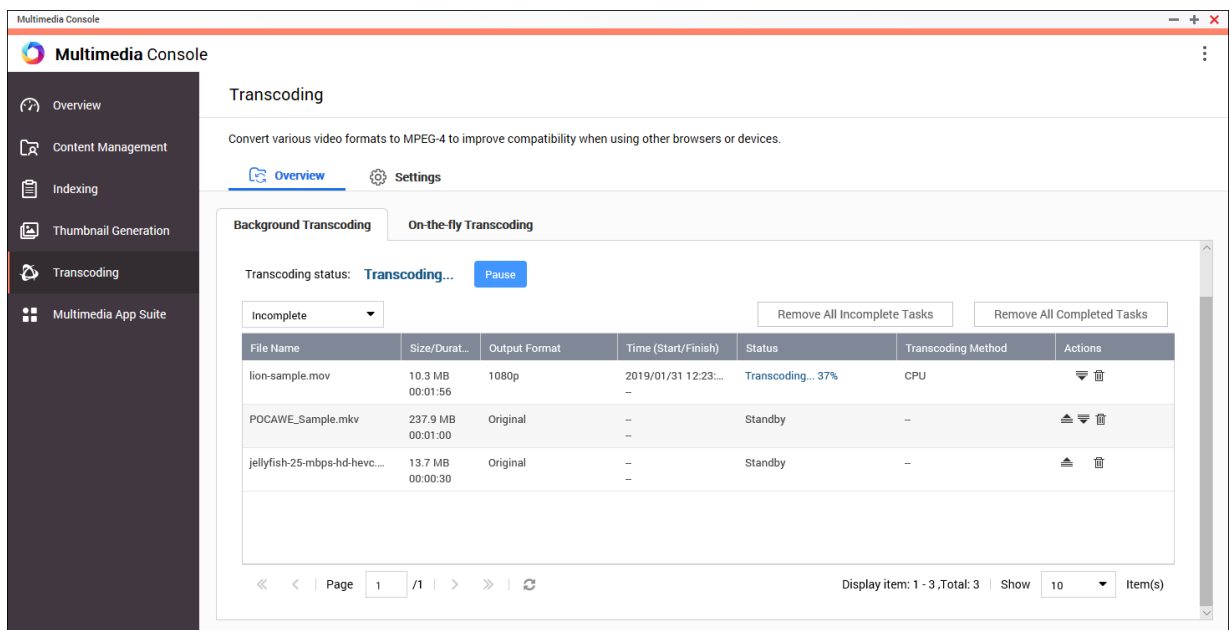 Multimedia Console
Multimedia Console
Overview
Content Management
Indexing
Thumbnail Generation
Transcoding
Multimedia App Suite
Transcoding
Convert various video formats to MPEG-4 to improve compatibility when using other browsers or devices.
Overview Settings
Background Transcoding On-the-fly Transcoding
Transcoding status: Transcoding... Pause
Incomplete Remove All Incomplete Tasks Remove All Completed Tasks
File Name Size/Durat... Output Format Time (Start/Finish) Status Transcoding Method Actions
lion-sample.mov 10.3 MB 1080p 2019/01/31 12:23:... Transcoding... 37% CPU
00:01:56 --
POCAWE_Sample.mkv 237.9 MB Original -- Standby --
00:01:00 --
jellyfish-25-mbps-hd-hevc.... 13.7 MB Original -- Standby --
00:00:30 --
Page 1 /1 Display item: 1 - 3 ,Total: 3 Show 10 Item(s)